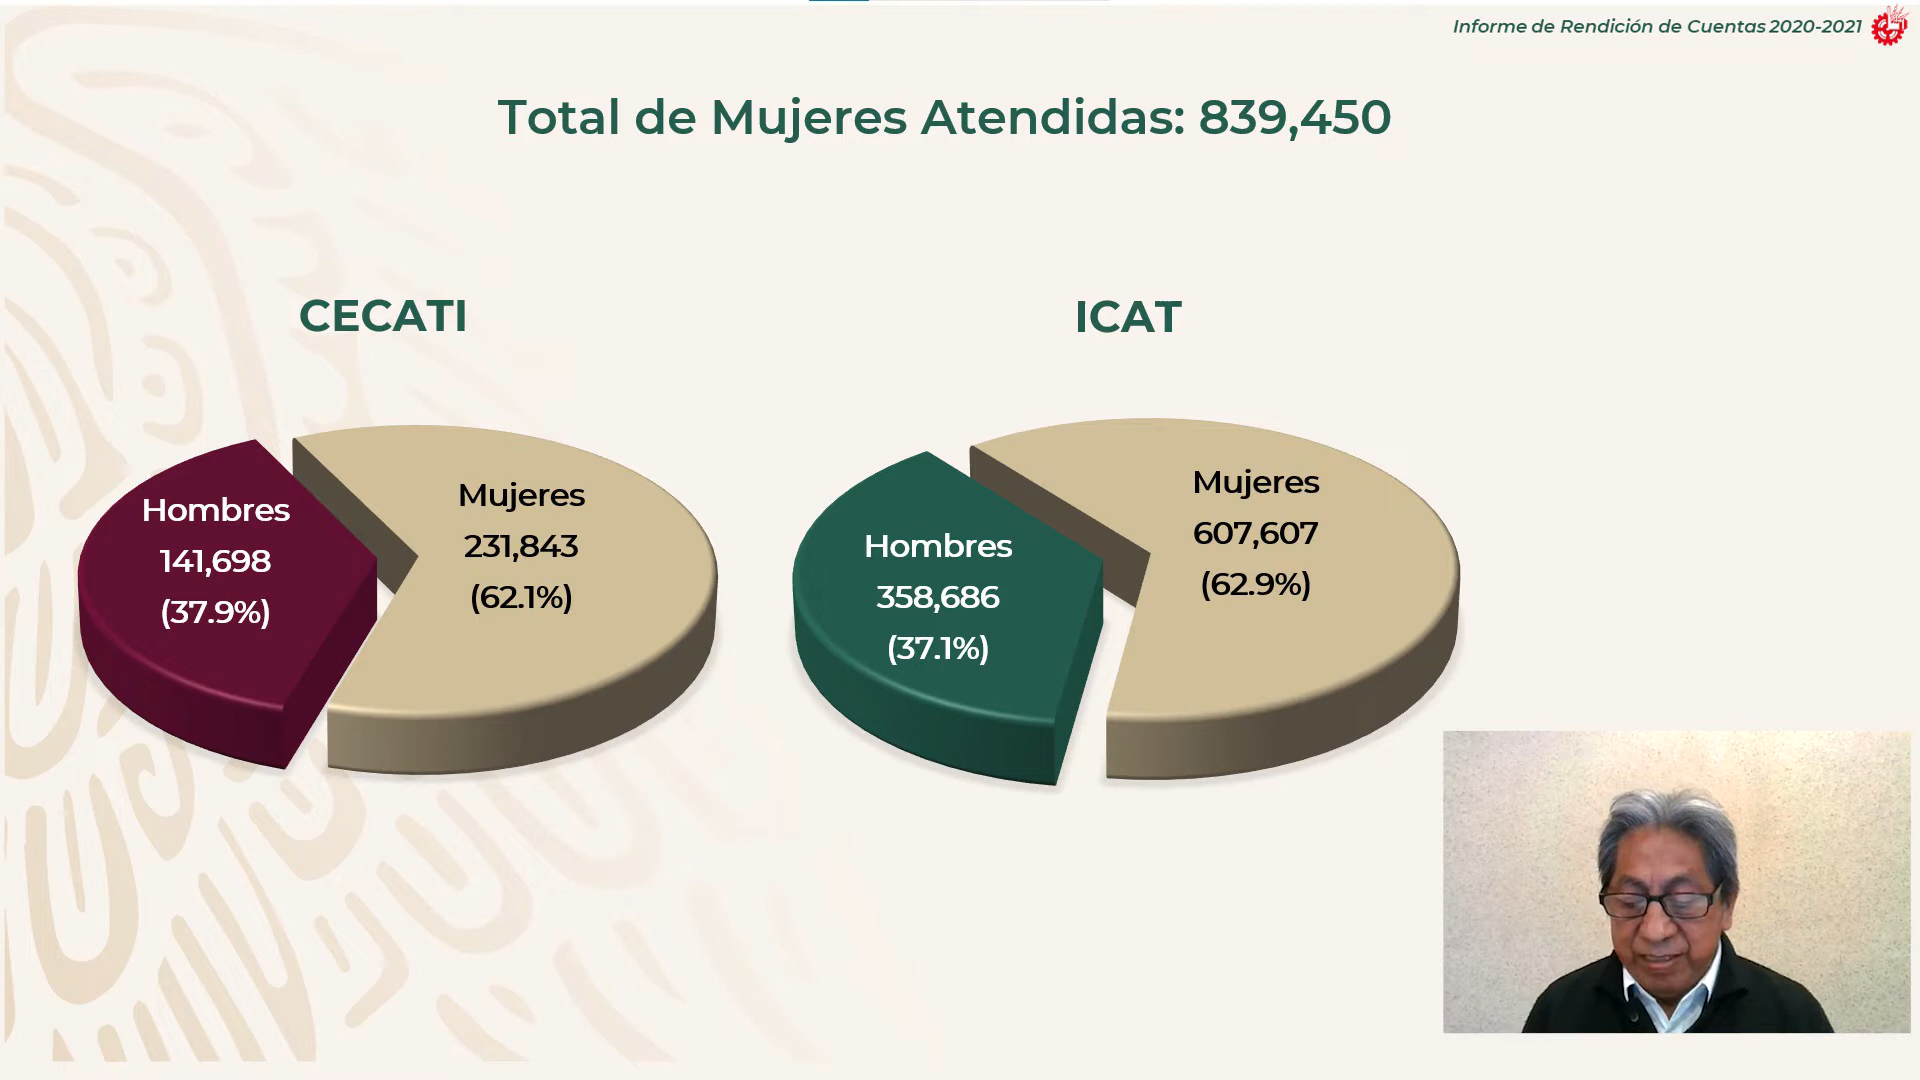 Informe de Rendición de Cuentas 2020-2021
Total de Mujeres Atendidas: 839,450
CECATI
Hombres
141,698
(37.9%)
Mujeres
231,843
(62.1%)
ICAT
Hombres
358,686
(37.1%)
Mujeres
607,607
(62.9%)